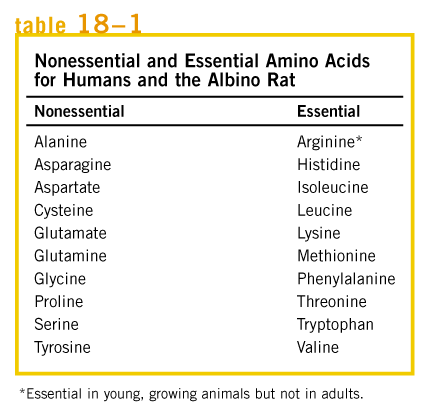 table 18–1
Nonessential and Essential Amino Acids
for Humans and the Albino Rat
Nonessential Essential
Alanine Arginine*
Asparagine Histidine
Aspartate Isoleucine
Cysteine Leucine
Glutamate Lysine
Glutamine Methionine
Glycine Phenylalanine
Proline Threonine
Serine Tryptophan
Tyrosine Valine
*Essential in young, growing animals but not in adults.